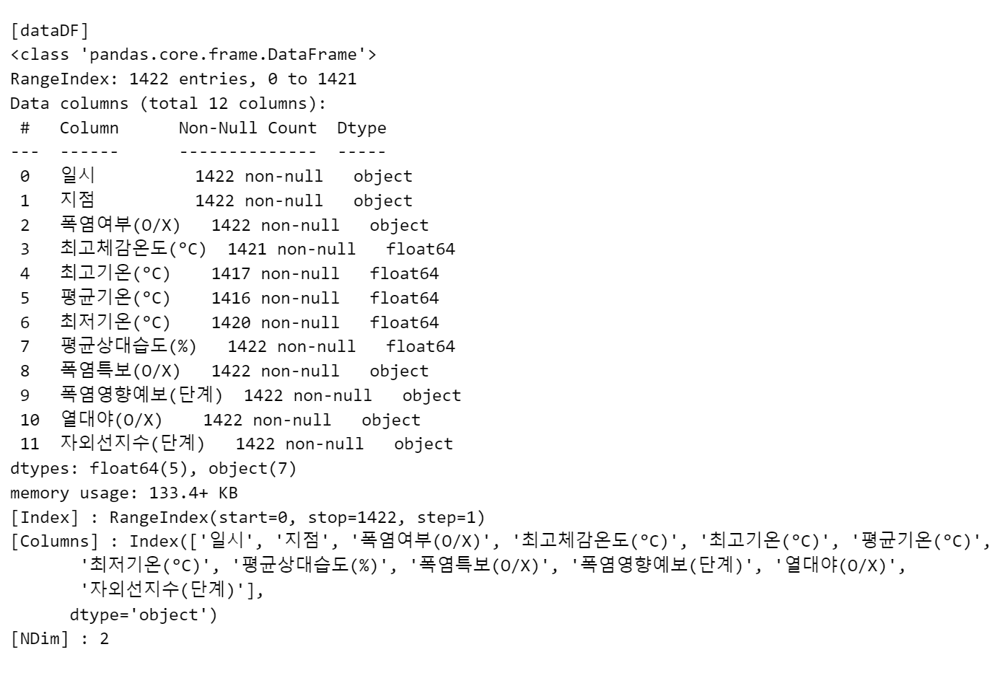 [dataDF]
<class 'pandas.core.frame.DataFrame'>
RangeIndex: 1422 entries, 0 to 1421
Data columns (total 12 columns):
 #   Column      Non-Null Count  Dtype
---  ------      --------------  -----
 0   일시          1422 non-null   object
 1   지점          1422 non-null   object
 2   폭염여부(O/X)   1422 non-null   object
 3   최고체감온도(°C)  1421 non-null   float64
 4   최고기온(°C)    1417 non-null   float64
 5   평균기온(°C)    1416 non-null   float64
 6   최저기온(°C)    1420 non-null   float64
 7   평균상대습도(%)   1422 non-null   float64
 8   폭염특보(O/X)   1422 non-null   object
 9   폭염영향예보(단계)  1422 non-null   object
 10  열대야(O/X)    1422 non-null   object
 11  자외선지수(단계)   1422 non-null   object
dtypes: float64(5), object(7)
memory usage: 133.4+ KB
[Index] : RangeIndex(start=0, stop=1422, step=1)
[Columns] : Index(['일시', '지점', '폭염여부(O/X)', '최고체감온도(°C)', '최고기온(°C)', '평균기온(°C)',
       '최저기온(°C)', '평균상대습도(%)', '폭염특보(O/X)', '폭염영향예보(단계)', '열대야(O/X)',
       '자외선지수(단계)'],
      dtype='object')
[NDim] : 2